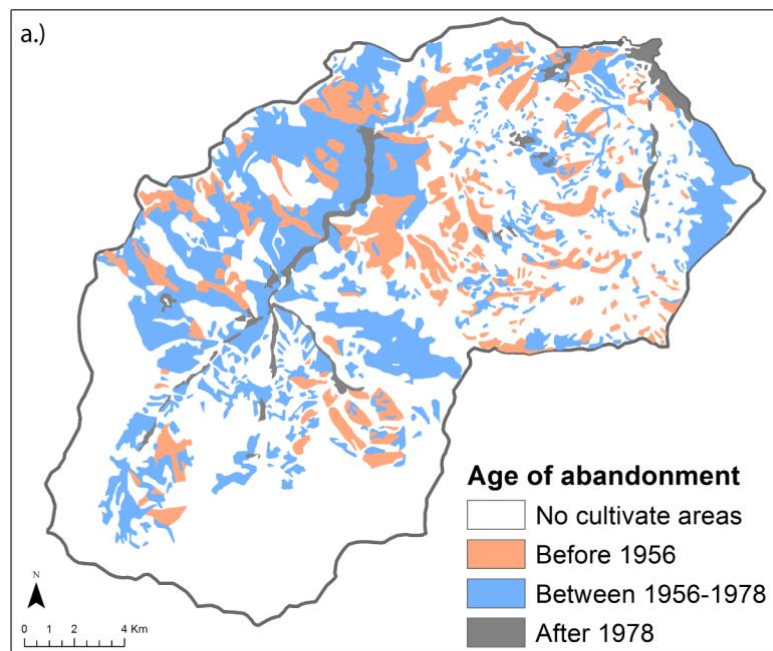 a.)
Age of abandonment
No cultivate areas
Before 1956
Between 1956-1978
After 1978
N
0 1 2 4 Km